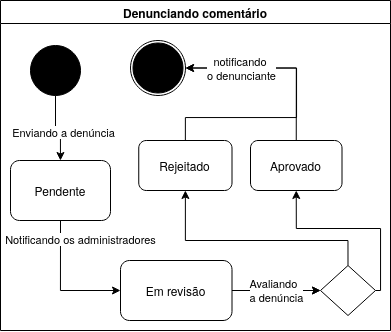 Denunciando comentário
notificando
o denunciante
Enviando a denúncia
Pendente
Rejeitado
Aprovado
Notificando os administradores
Em revisão
Avaliando
a denúncia